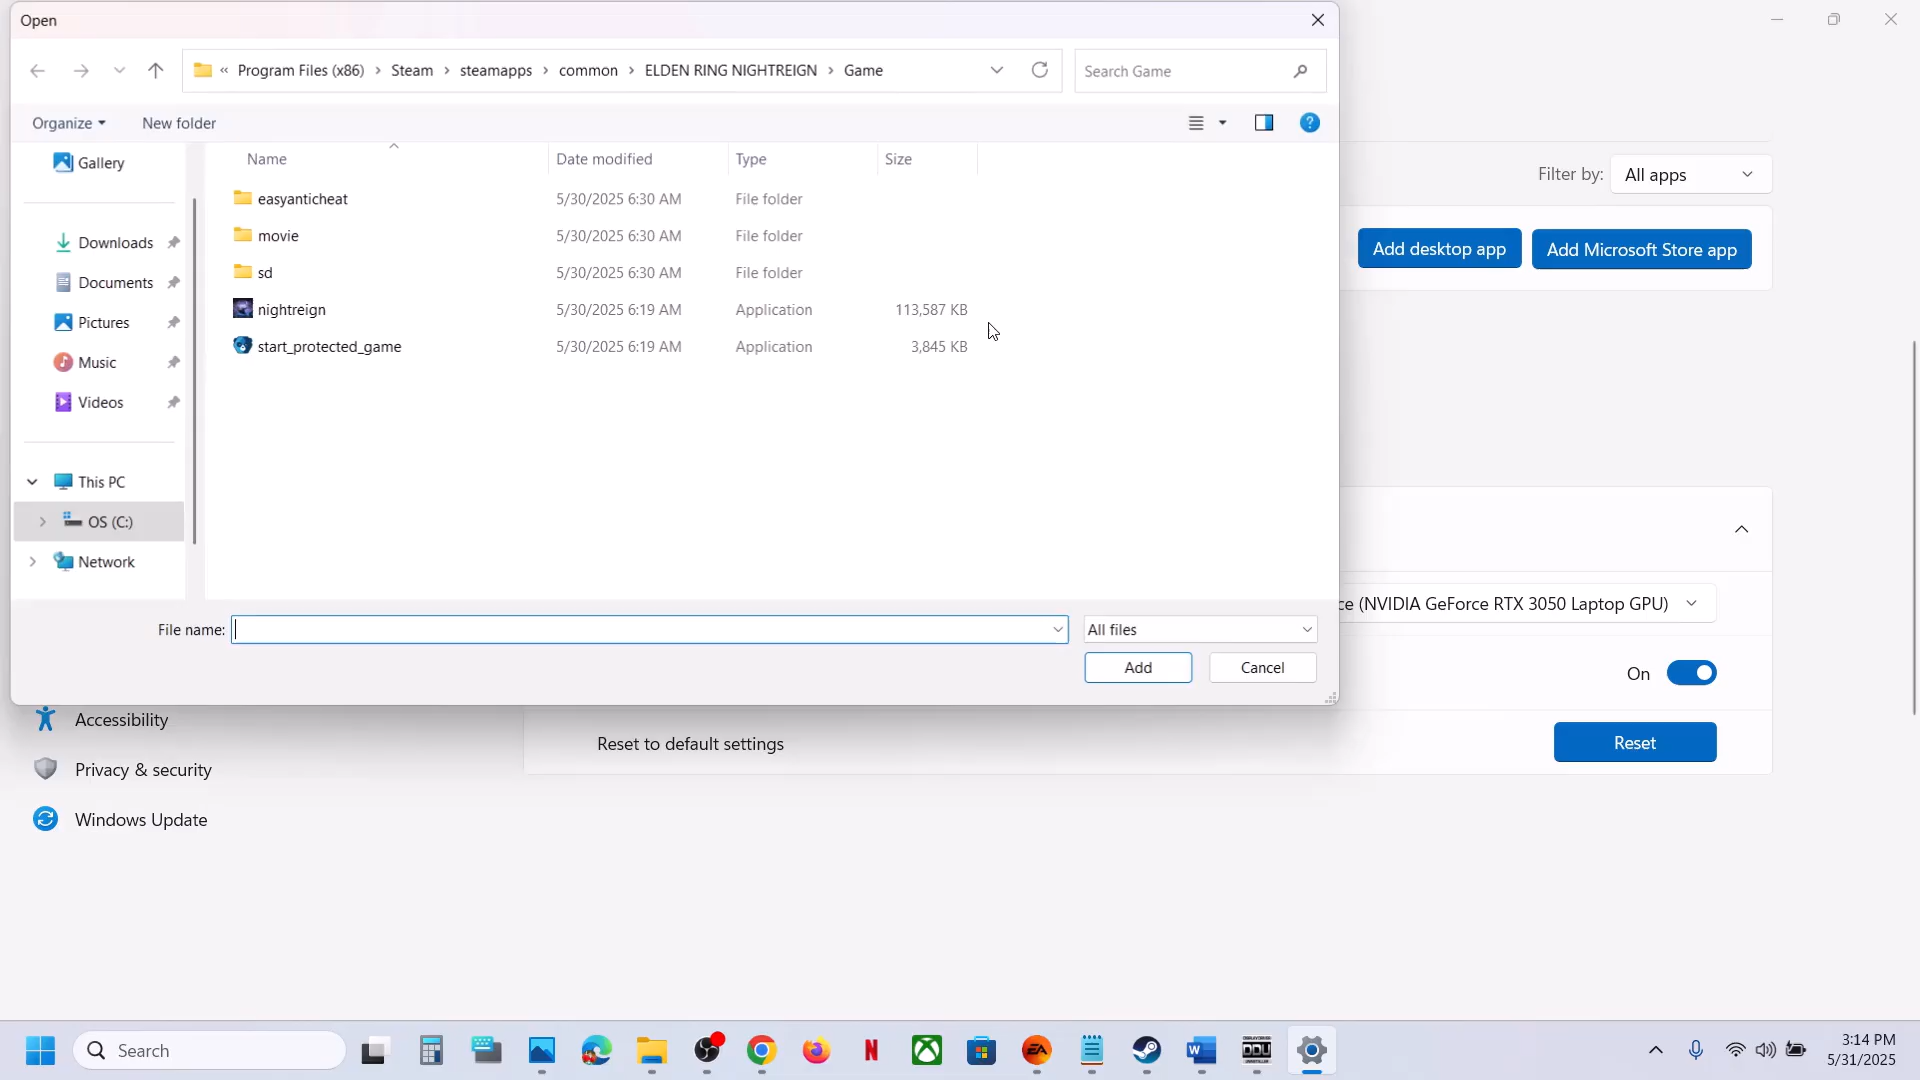 Open
« Program Files (x86) › Steam › steamapps › common › ELDEN RING NIGHTREIGN › Game
Search Game
Organize
New folder
Name
Date modified
Type
Size
easyanticheat 5/30/2025 6:30 AM File folder
movie 5/30/2025 6:30 AM File folder
sd 5/30/2025 6:30 AM File folder
nightreign 5/30/2025 6:19 AM Application 113,587 KB
start_protected_game 5/30/2025 6:19 AM Application 3,845 KB
Gallery
Downloads
Documents
Pictures
Music
Videos
This PC
OS (C:)
Network
File name:
All files
Add
Cancel
Filter by:
All apps
Add desktop app
Add Microsoft Store app
(NVIDIA GeForce RTX 3050 Laptop GPU)
On
Reset to default settings
Reset
Accessibility
Privacy & security
Windows Update
Search
EA
W
DDU
N
3:14 PM
5/31/2025